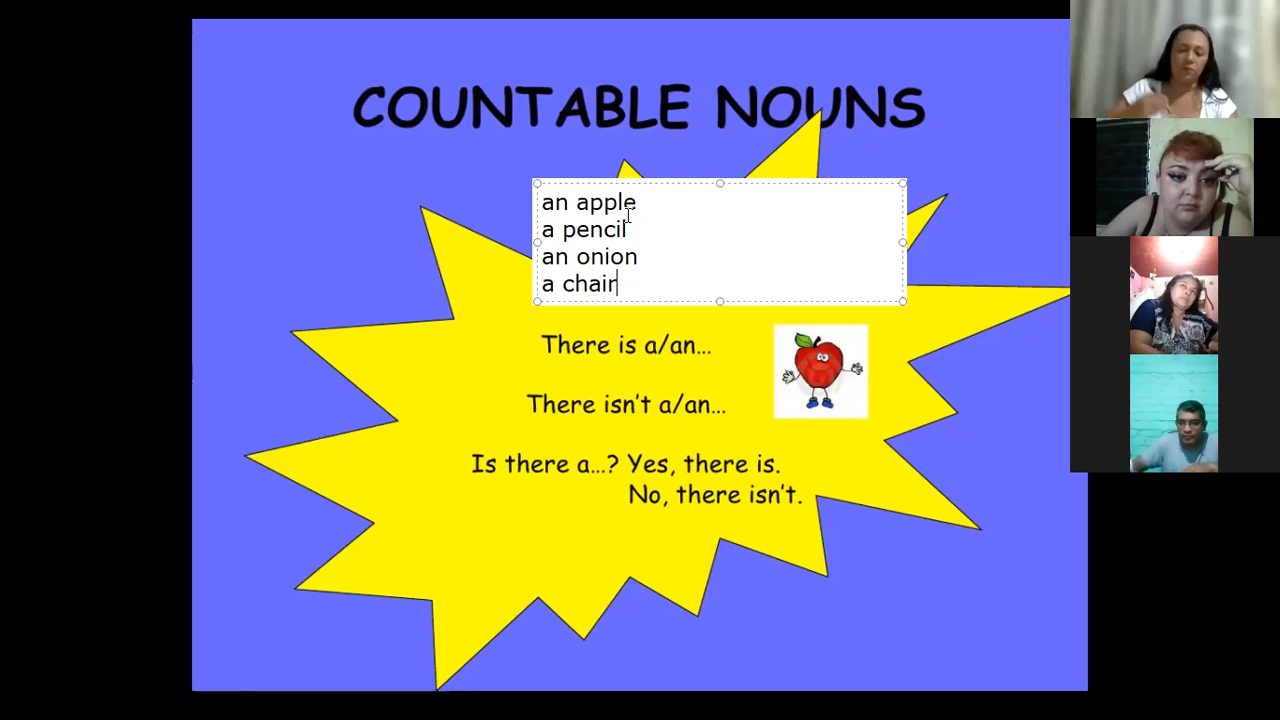 COUNTABLE NOUNS
an apple
a pencil
an onion
a chair
There is a/an...
There isn't a/an...
Is there a...? Yes, there is.
No, there isn't.